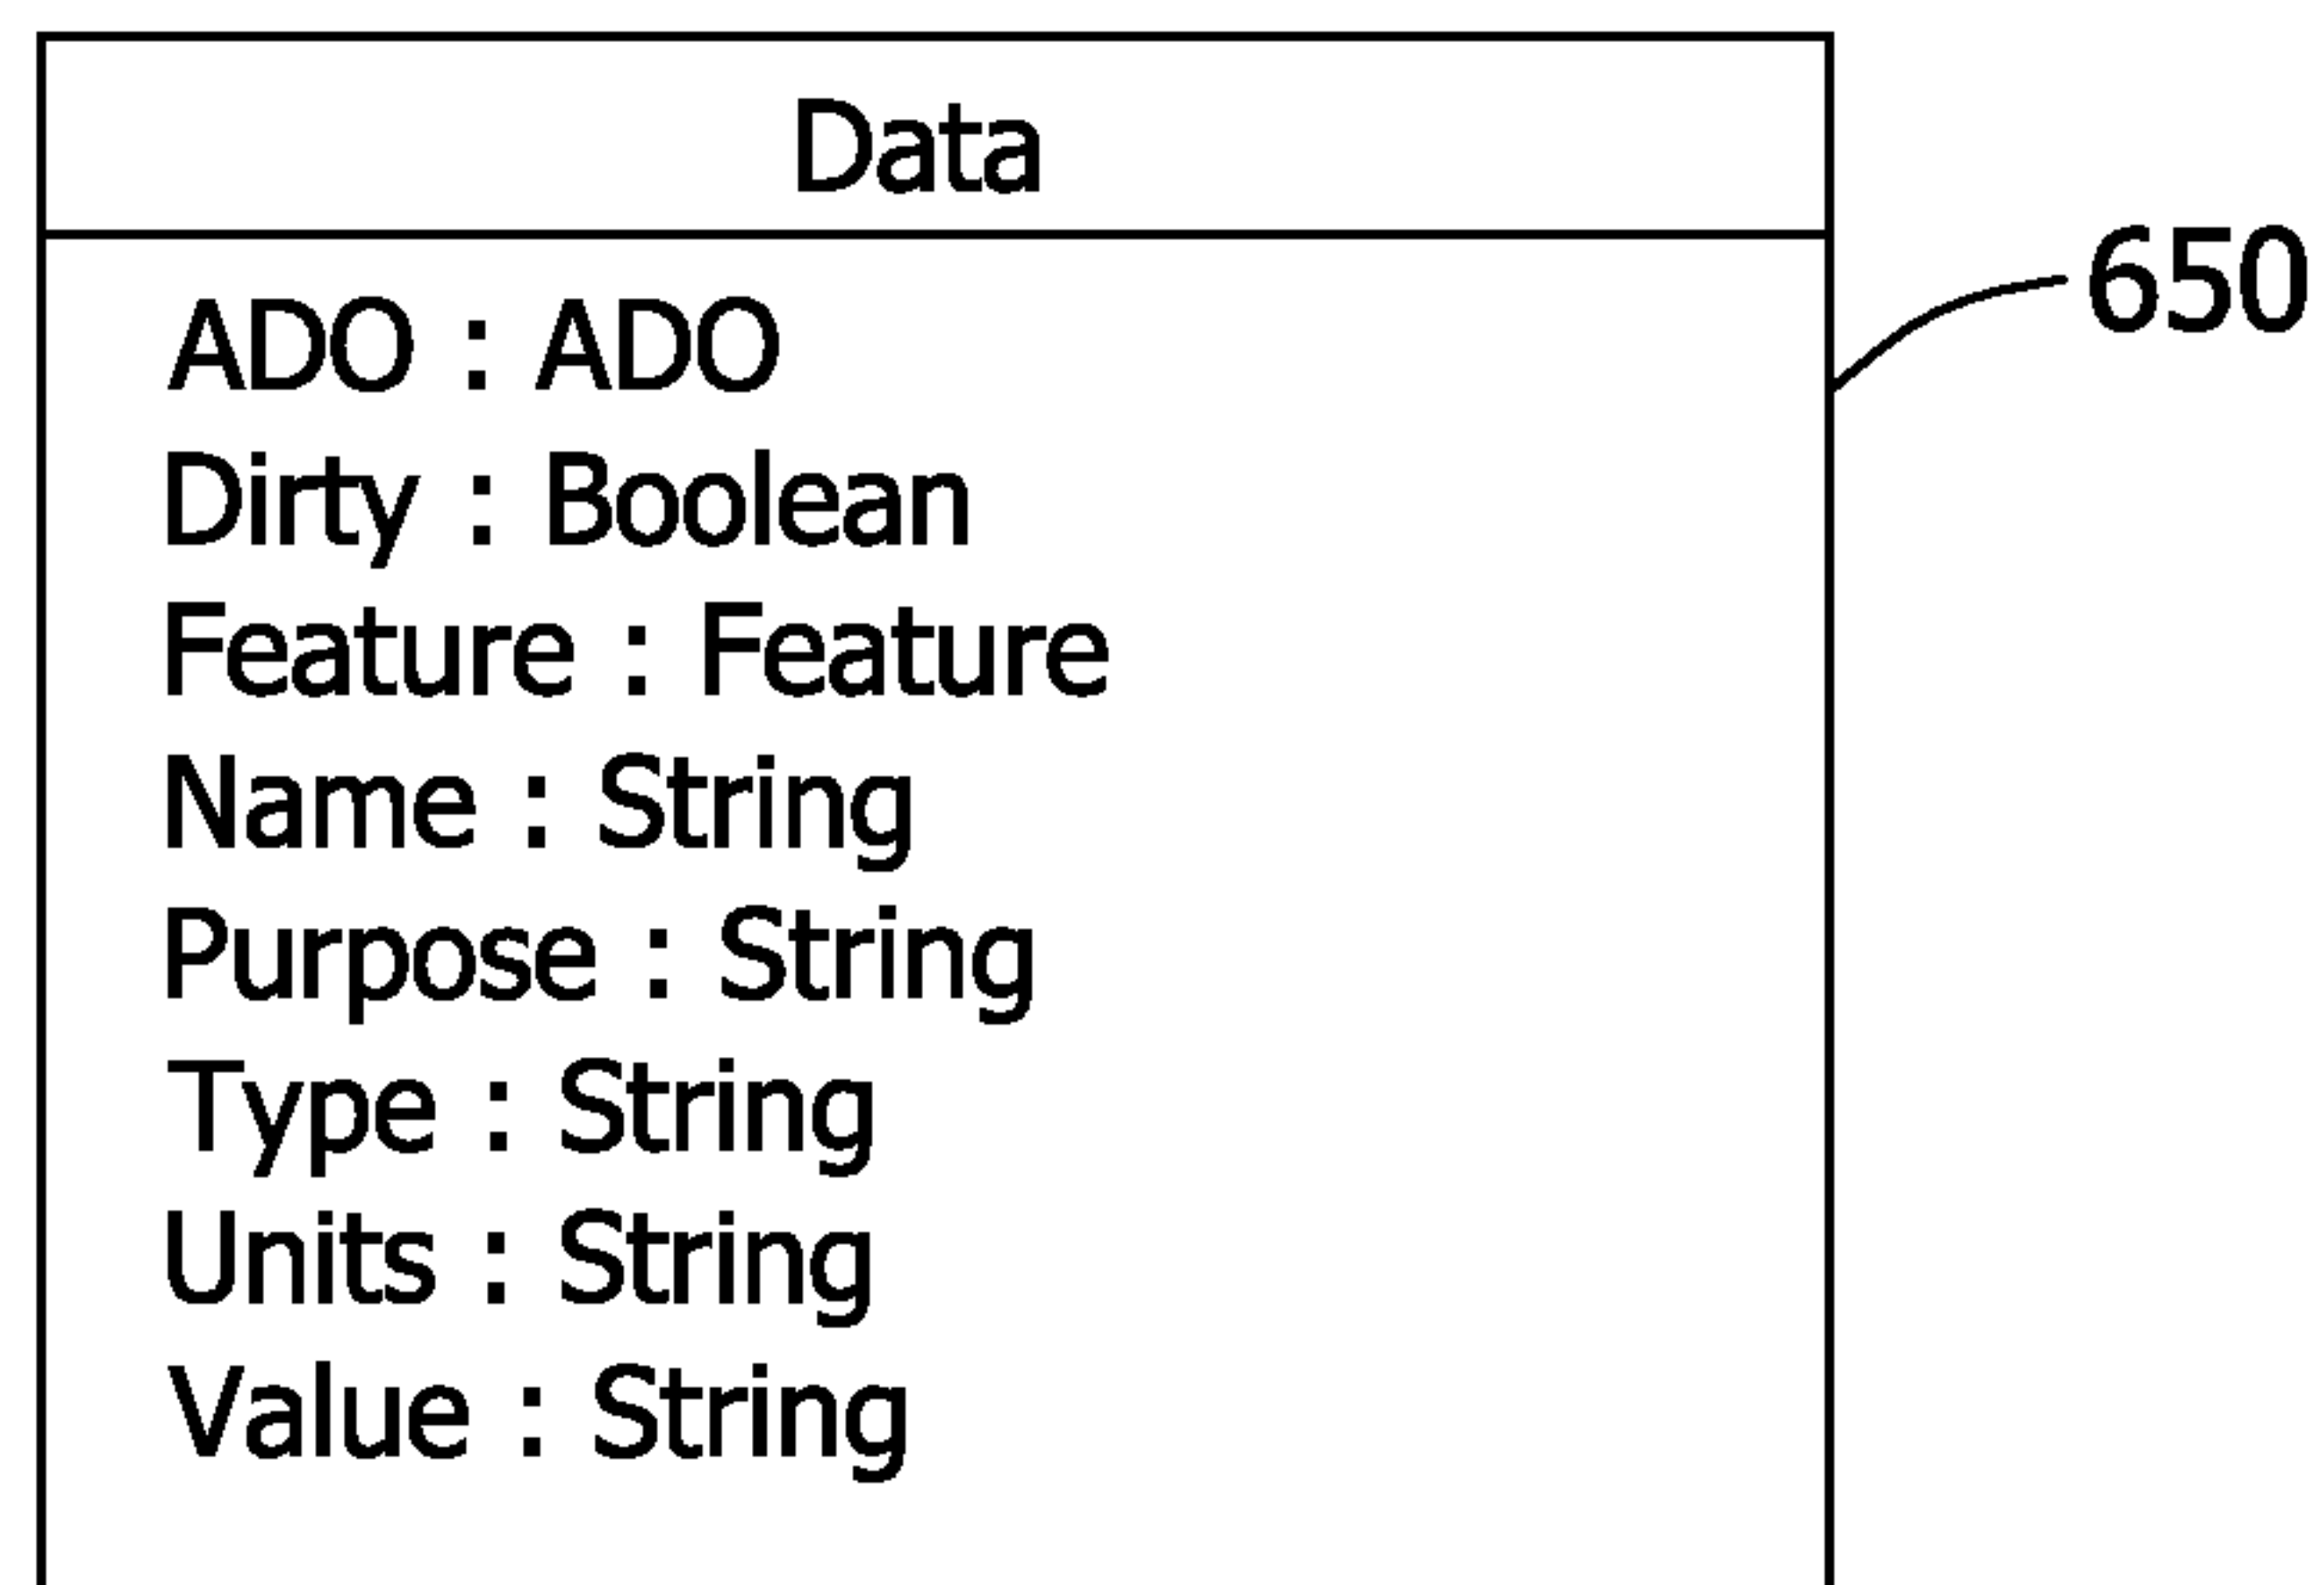 Data
650
ADO : ADO
Dirty : Boolean
Feature : Feature
Name : String
Purpose : String
Type : String
Units : String
Value : String